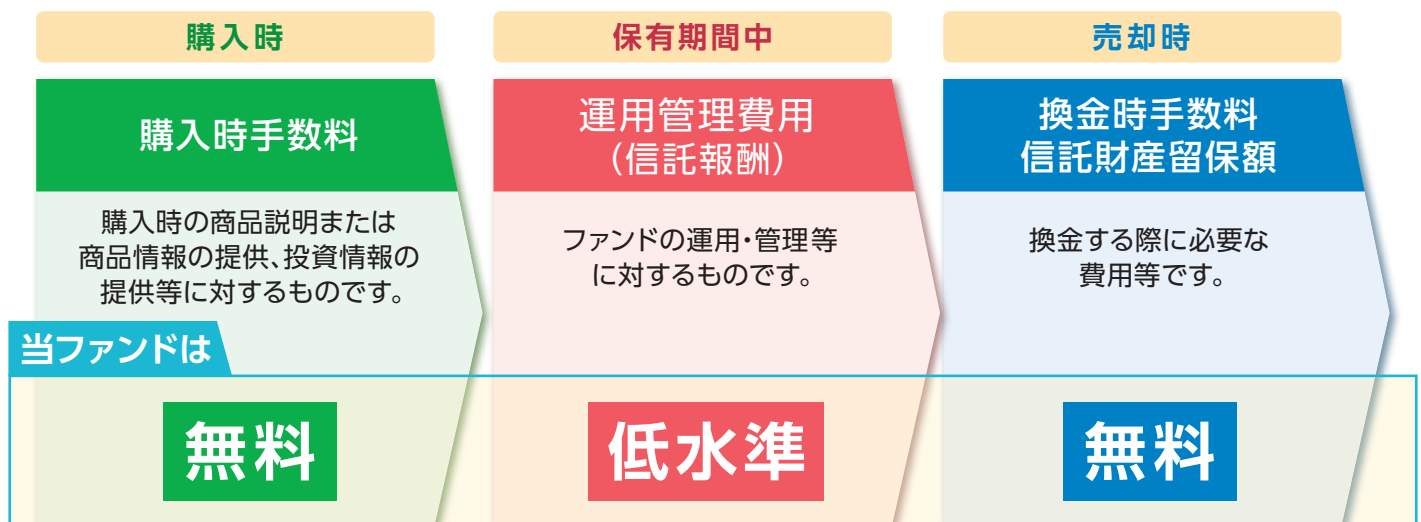 購入時
保有期間中
売却時
購入時手数料
運用管理費用
（信託報酬）
換金時手数料
信託財産留保額
購入時の商品説明または
商品情報の提供、投資情報の
提供等に対するものです。
ファンドの運用・管理等
に対するものです。
換金する際に必要な
費用等です。
当ファンドは
無料
低水準
無料